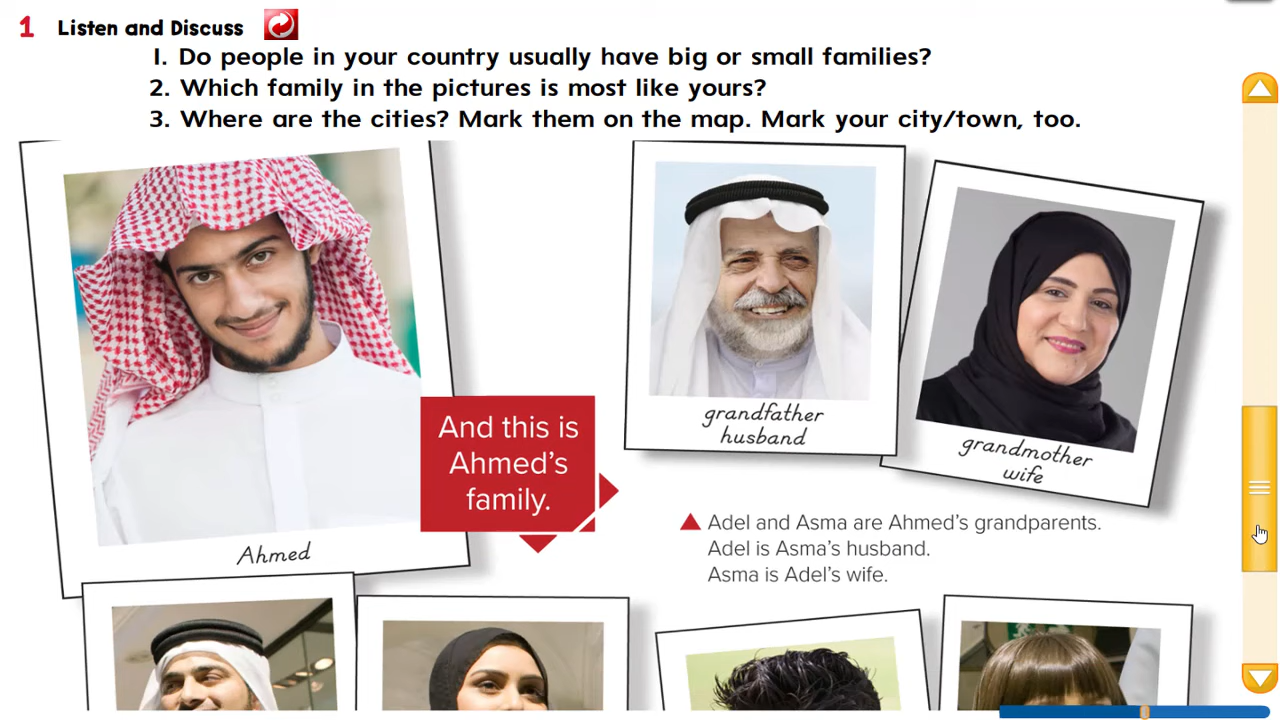 1 Listen and Discuss
1. Do people in your country usually have big or small families?
2. Which family in the pictures is most like yours?
3. Where are the cities? Mark them on the map. Mark your city/town, too.
And this is
Ahmed's
family.
Ahmed
grandfather
husband
grandmother
wife
Adel and Asma are Ahmed's grandparents.
Adel is Asma's husband.
Asma is Adel's wife.